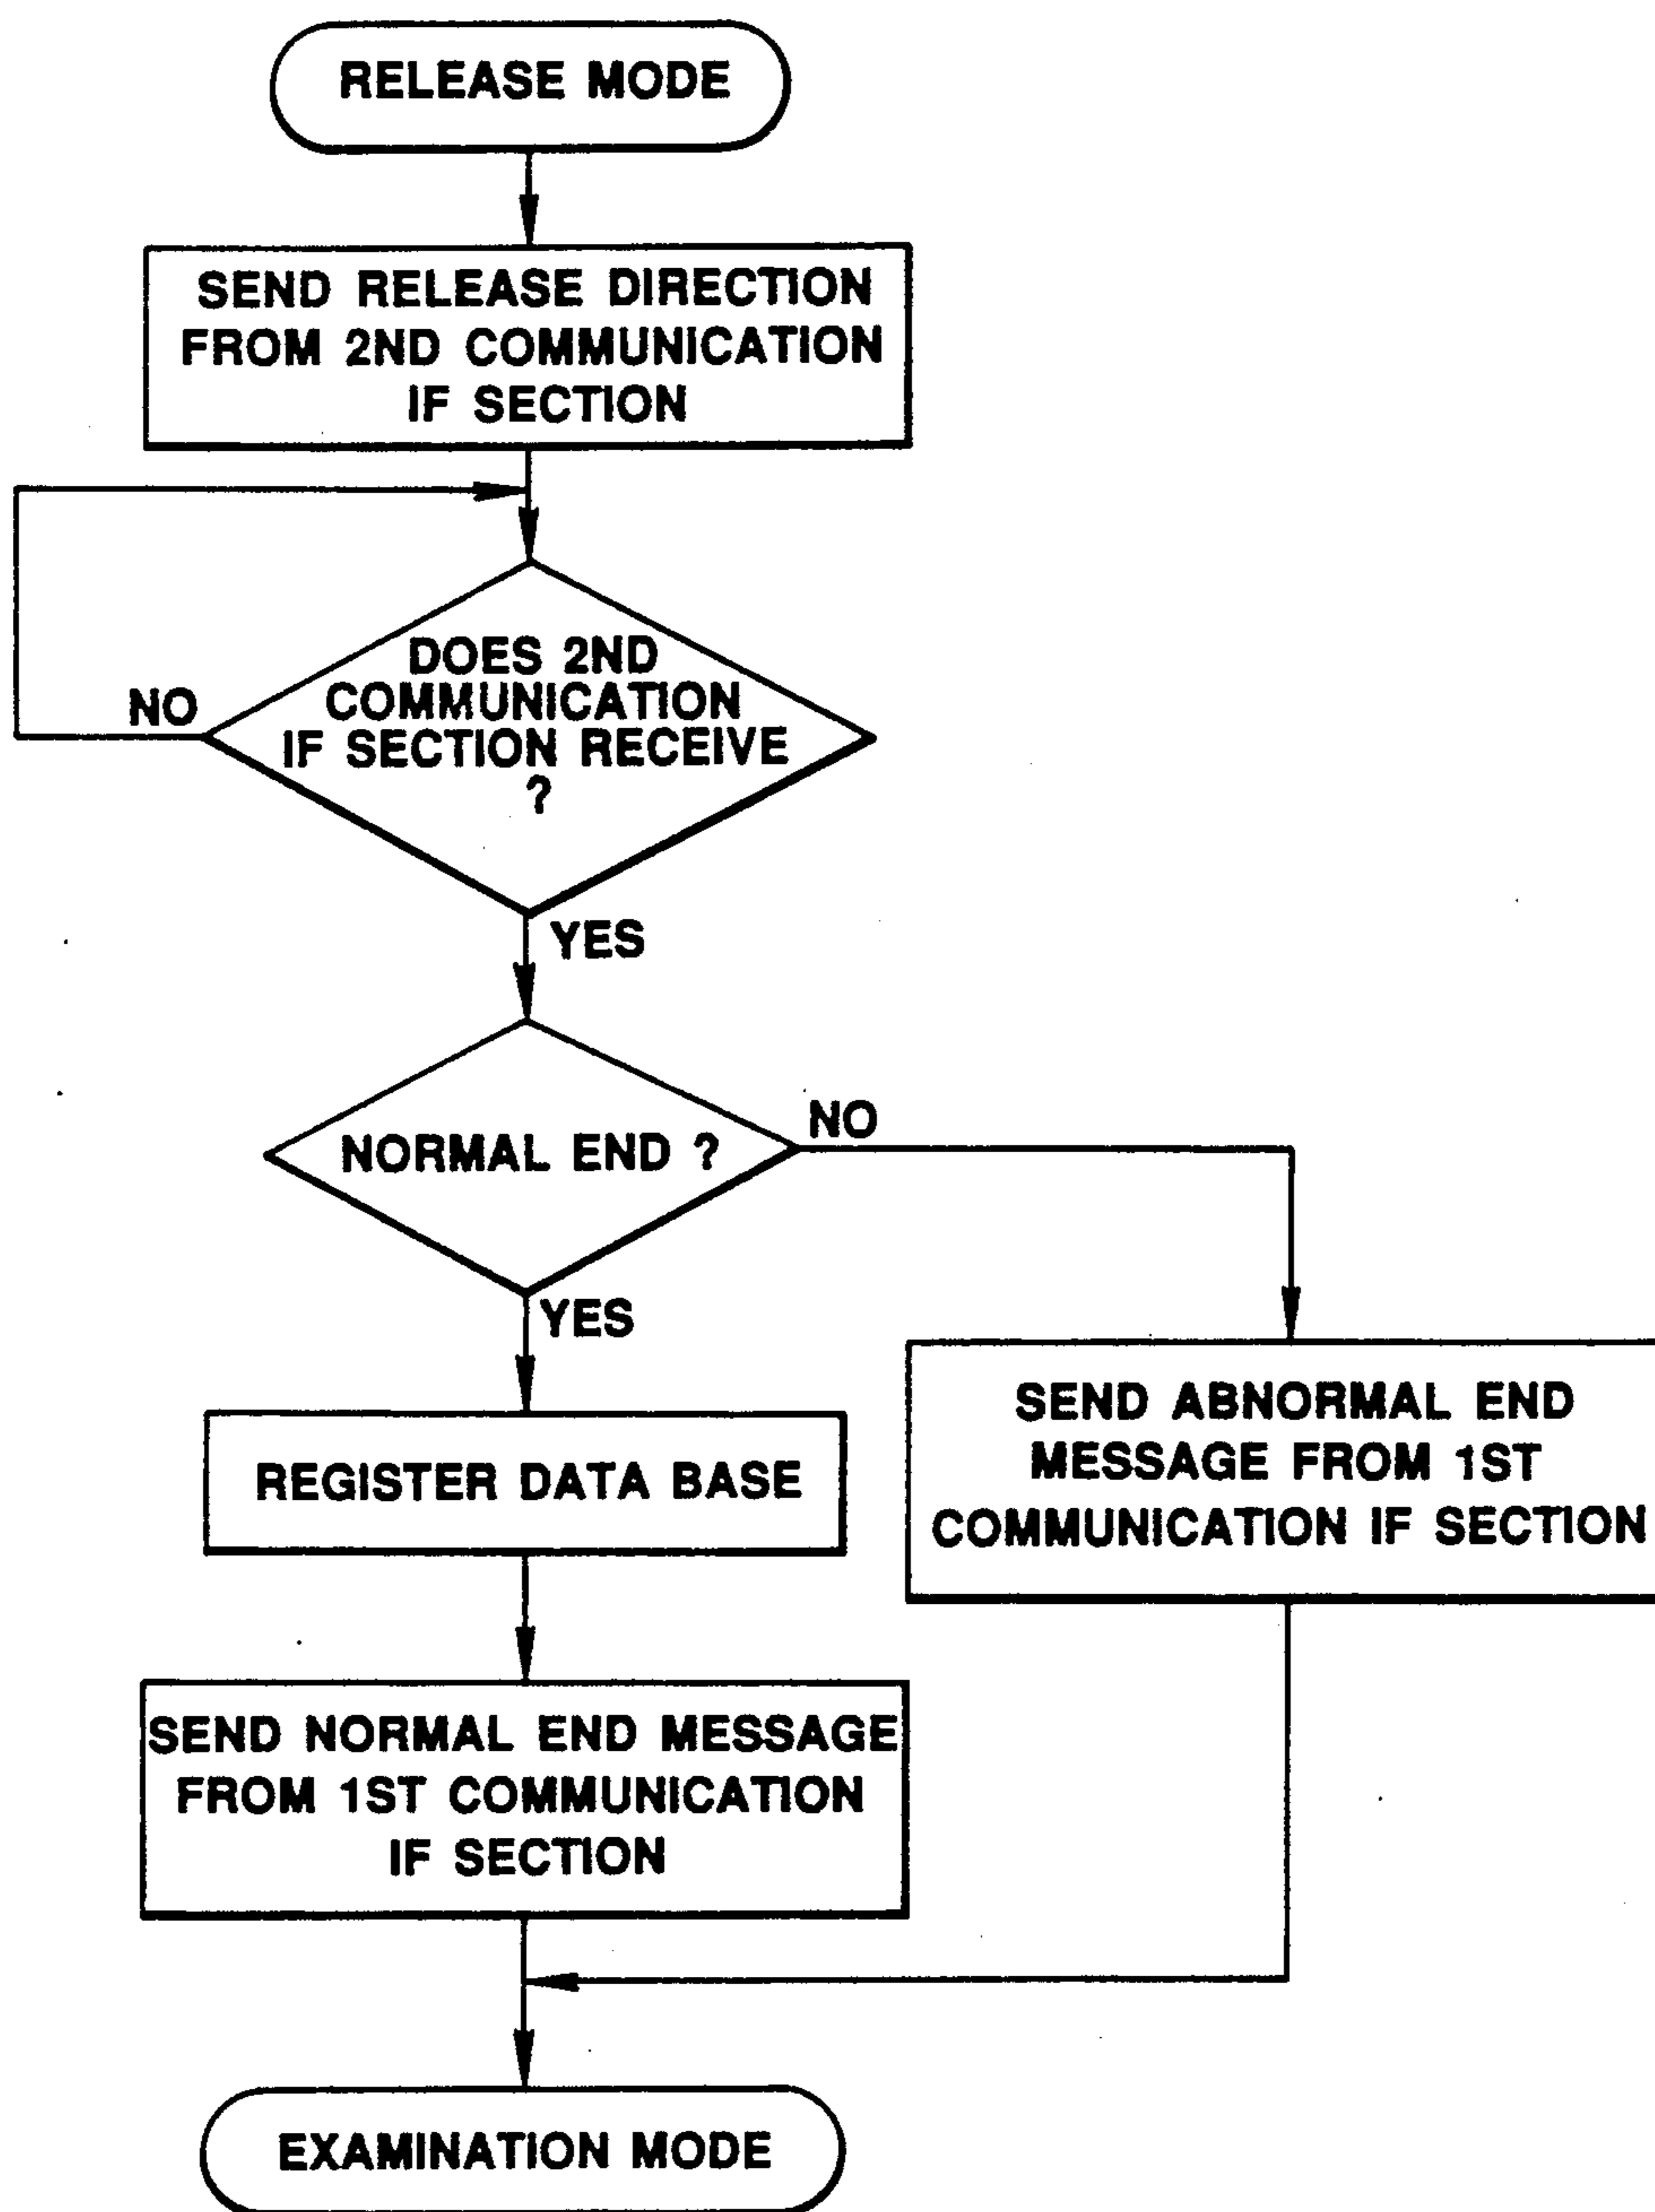 RELEASE MODE
SEND RELEASE DIRECTION
FROM 2ND COMMUNICATION
IF SECTION
DOES 2ND
COMMUNICATION
IF SECTION RECEIVE
?
NO
YES
NORMAL END ?
NO
YES
REGISTER DATA BASE
SEND ABNORMAL END
MESSAGE FROM 1ST
COMMUNICATION IF SECTION
SEND NORMAL END MESSAGE
FROM 1ST COMMUNICATION
IF SECTION
EXAMINATION MODE